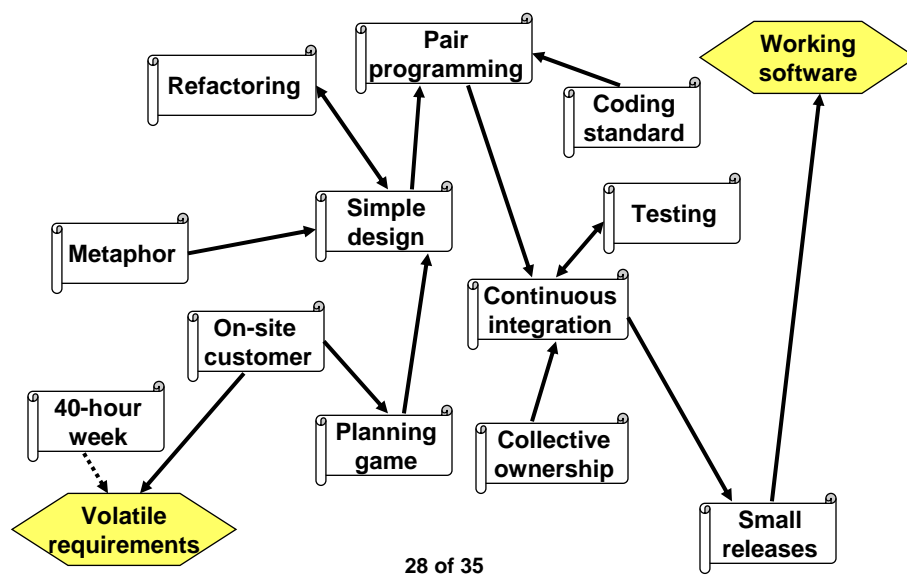 Pair
programming
Working
software
Refactoring
Coding
standard
Simple
design
Testing
Metaphor
Continuous
integration
On-site
customer
40-hour
week
Planning
game
Collective
ownership
Volatile
requirements
Small
releases
28 of 35